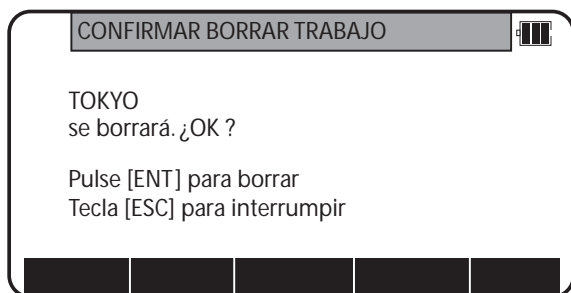 CONFIRMAR BORRAR TRABAJO
TOKYO
se borrará. ¿OK ?
Pulse [ENT] para borrar
Tecla [ESC] para interrumpir